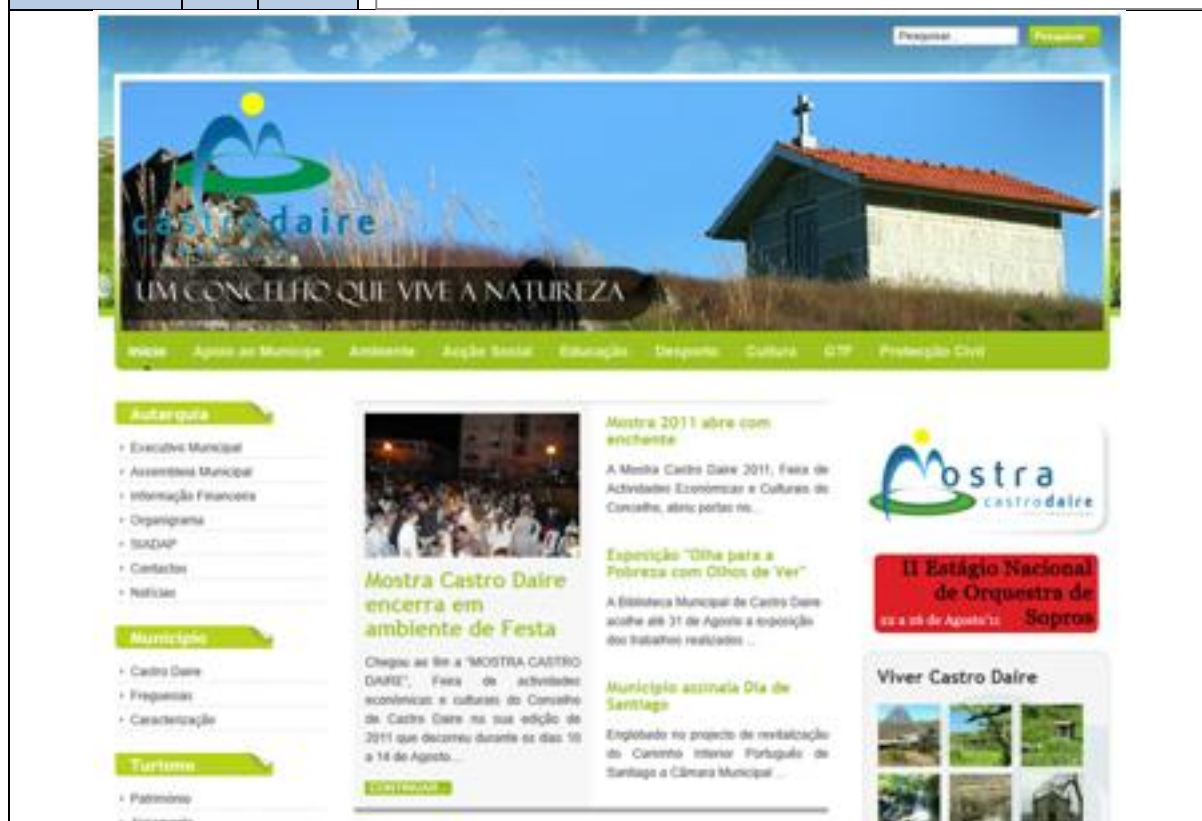 Pesquisar...
Pesquisar
castrodaire
UM CONCELHO QUE VIVE A NATUREZA
Início Apoio ao Munícipe Ambiente Acção Social Educação Desporto Cultura GTF Protecção Civil
Autarquia
Executivo Municipal
Assembleia Municipal
Informação Financeira
Organigrama
SIADAP
Contactos
Notícias
Município
Castro Daire
Freguesias
Caracterização
Turismo
Património
Mostra Castro Daire
encerra em
ambiente de Festa
Chegou ao fim a "MOSTRA CASTRO
DAIRE", Feira de actividades
económicas e culturais do Concelho
de Castro Daire na sua edição de
2011 que decorreu durante os dias 10
a 14 de Agosto...
CONTINUAR...
Mostra 2011 abre com
enchente
A Mostra Castro Daire 2011, Feira de
Actividades Económicas e Culturais do
Concelho, abriu portas no...
Exposição "Olha para a
Pobreza com Olhos de Ver"
A Biblioteca Municipal de Castro Daire
acolhe até 31 de Agosto a exposição
dos trabalhos realizados ...
Município assinala Dia de
Santiago
Englobado no projecto de revitalização
do Caminho Interior Português de
Santiago a Câmara Municipal ...
Mostra
castrodaire
II Estágio Nacional
de Orquestra de
22 a 26 de Agosto'11 Sopros
Viver Castro Daire